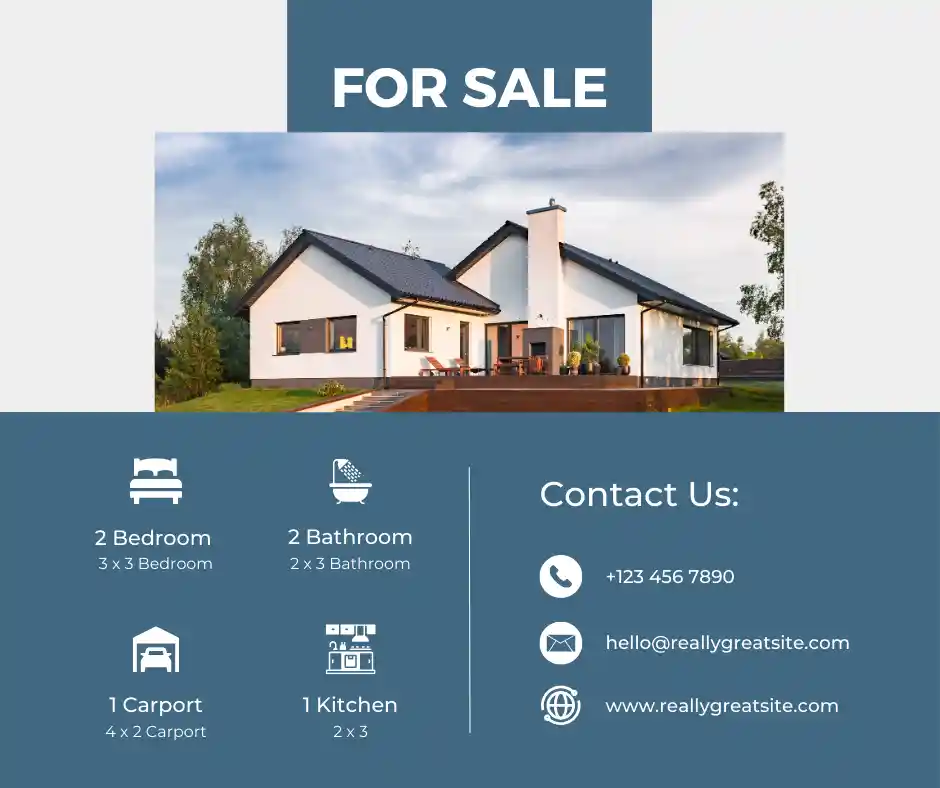 FOR SALE
2 Bedroom
3 x 3 Bedroom
2 Bathroom
2 x 3 Bathroom
1 Carport
4 x 2 Carport
1 Kitchen
2 x 3
Contact Us:
+123 456 7890
hello@reallygreatsite.com
www.reallygreatsite.com